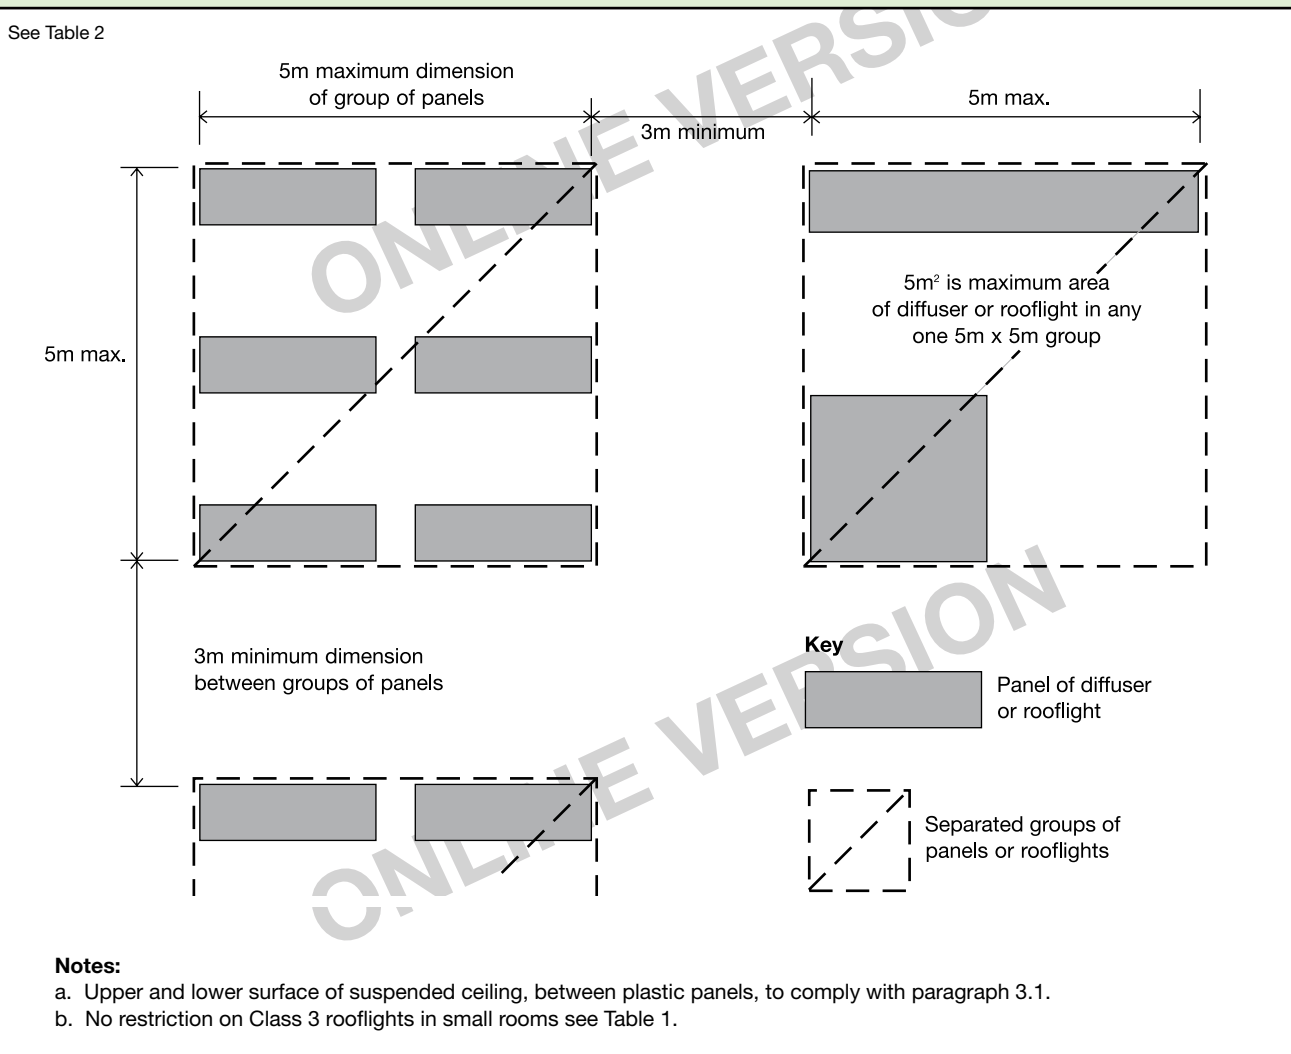 See Table 2
5m maximum dimension
of group of panels
5m max.
3m minimum
5m max.
5m² is maximum area
of diffuser or rooflight in any
one 5m x 5m group
3m minimum dimension
between groups of panels
Key
Panel of diffuser
or rooflight
Separated groups of
panels or rooflights
ONLINE VERSION
ONLINE VERSION
Notes:
a. Upper and lower surface of suspended ceiling, between plastic panels, to comply with paragraph 3.1.
b. No restriction on Class 3 rooflights in small rooms see Table 1.